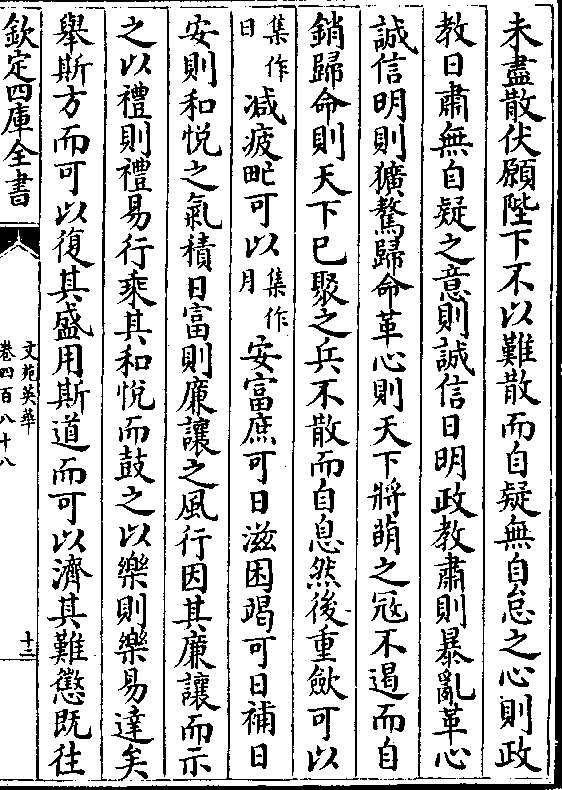 未盡散伏願陛下不以難散而自疑無自怠之心則政
教日肅無自疑之意則誠信日明政教肅則暴亂革心
誠信明則獷驁歸命革心則天下將萌之冦不遏而自
銷歸命則天下已聚之兵不散而自息然後重歛可以
集作
日
减疲甿可以
集作
月
安富庶可日滋困竭可日補日
安則和悅之氣積日富則廉讓之風行因其廉讓而示
之以禮則禮易行乘其和悅而鼓之以樂則樂易達矣
舉斯方而可以復其盛用斯道而可以濟其難懲既往
欽定四庫全書
文苑英華
卷四百八十八
十三